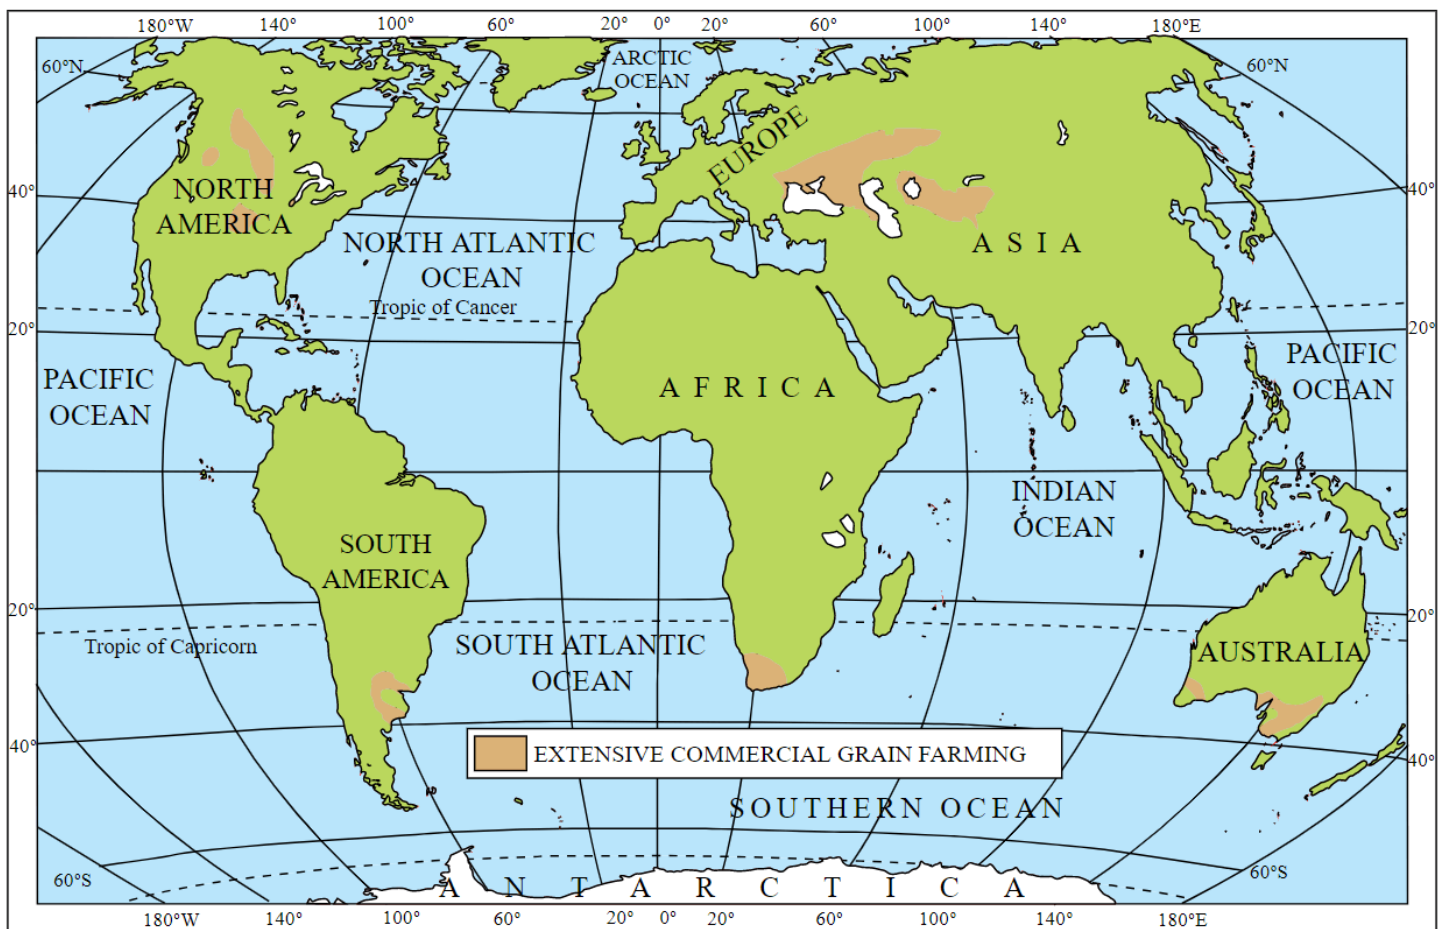 180°W 140° 100° 60° 20° 0° 20° 60° 100° 140° 180°E
60°N
ARCTIC
OCEAN
60°N
EUROPE
40°
NORTH
AMERICA
40°
NORTH ATLANTIC
OCEAN
ASIA
Tropic of Cancer
20°
20°
PACIFIC
OCEAN
AFRICA
PACIFIC
OCEAN
INDIAN
OCEAN
SOUTH
AMERICA
20°
20°
Tropic of Capricorn
SOUTH ATLANTIC
OCEAN
AUSTRALIA
40°
EXTENSIVE COMMERCIAL GRAIN FARMING
40°
SOUTHERN OCEAN
60°S
ANTARCTICA
60°S
180°W 140° 100° 60° 20° 0° 20° 60° 100° 140° 180°E